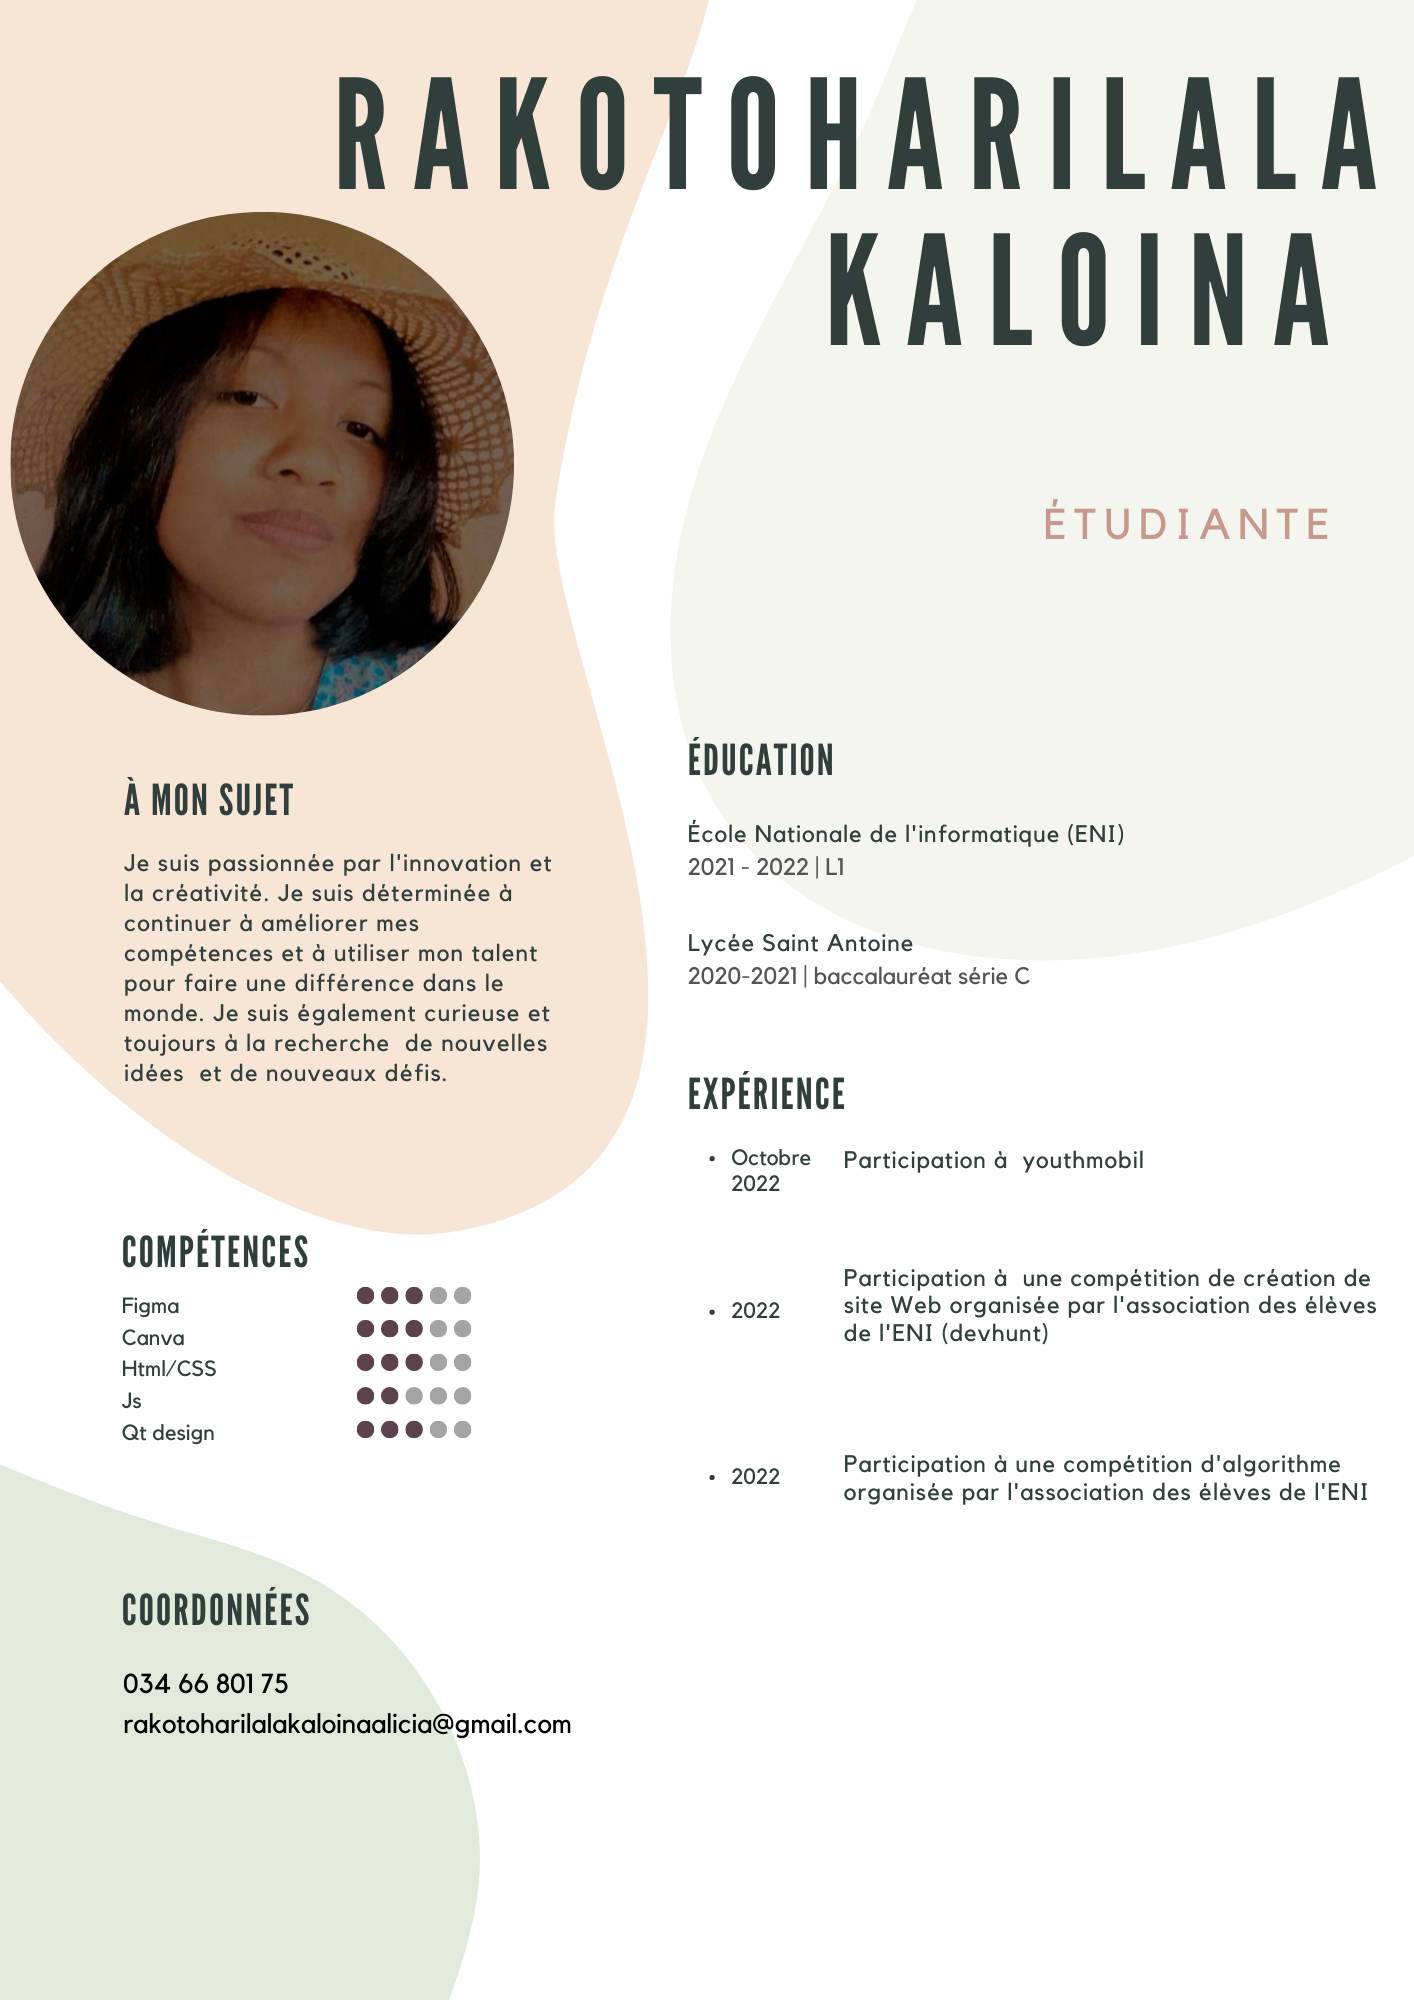 RAKOTOHARILALA
KALOINA
ÉTUDIANTE
À MON SUJET
Je suis passionnée par l'innovation et
la créativité. Je suis déterminée à
continuer à améliorer mes
compétences et à utiliser mon talent
pour faire une différence dans le
monde. Je suis également curieuse et
toujours à la recherche  de nouvelles
idées  et de nouveaux défis.
COMPÉTENCES
Figma
Canva
Html/CSS
Js
Qt design
COORDONNÉES
034 66 801 75
rakotoharilalakaloinaalicia@gmail.com
ÉDUCATION
École Nationale de l'informatique (ENI)
2021 - 2022 | L1
Lycée Saint Antoine
2020-2021 | baccalauréat série C
EXPÉRIENCE
• Octobre
2022
Participation à  youthmobil
• 2022
Participation à  une compétition de création de
site Web organisée par l'association des élèves
de l'ENI (devhunt)
• 2022
Participation à une compétition d'algorithme
organisée par l'association des élèves de l'ENI